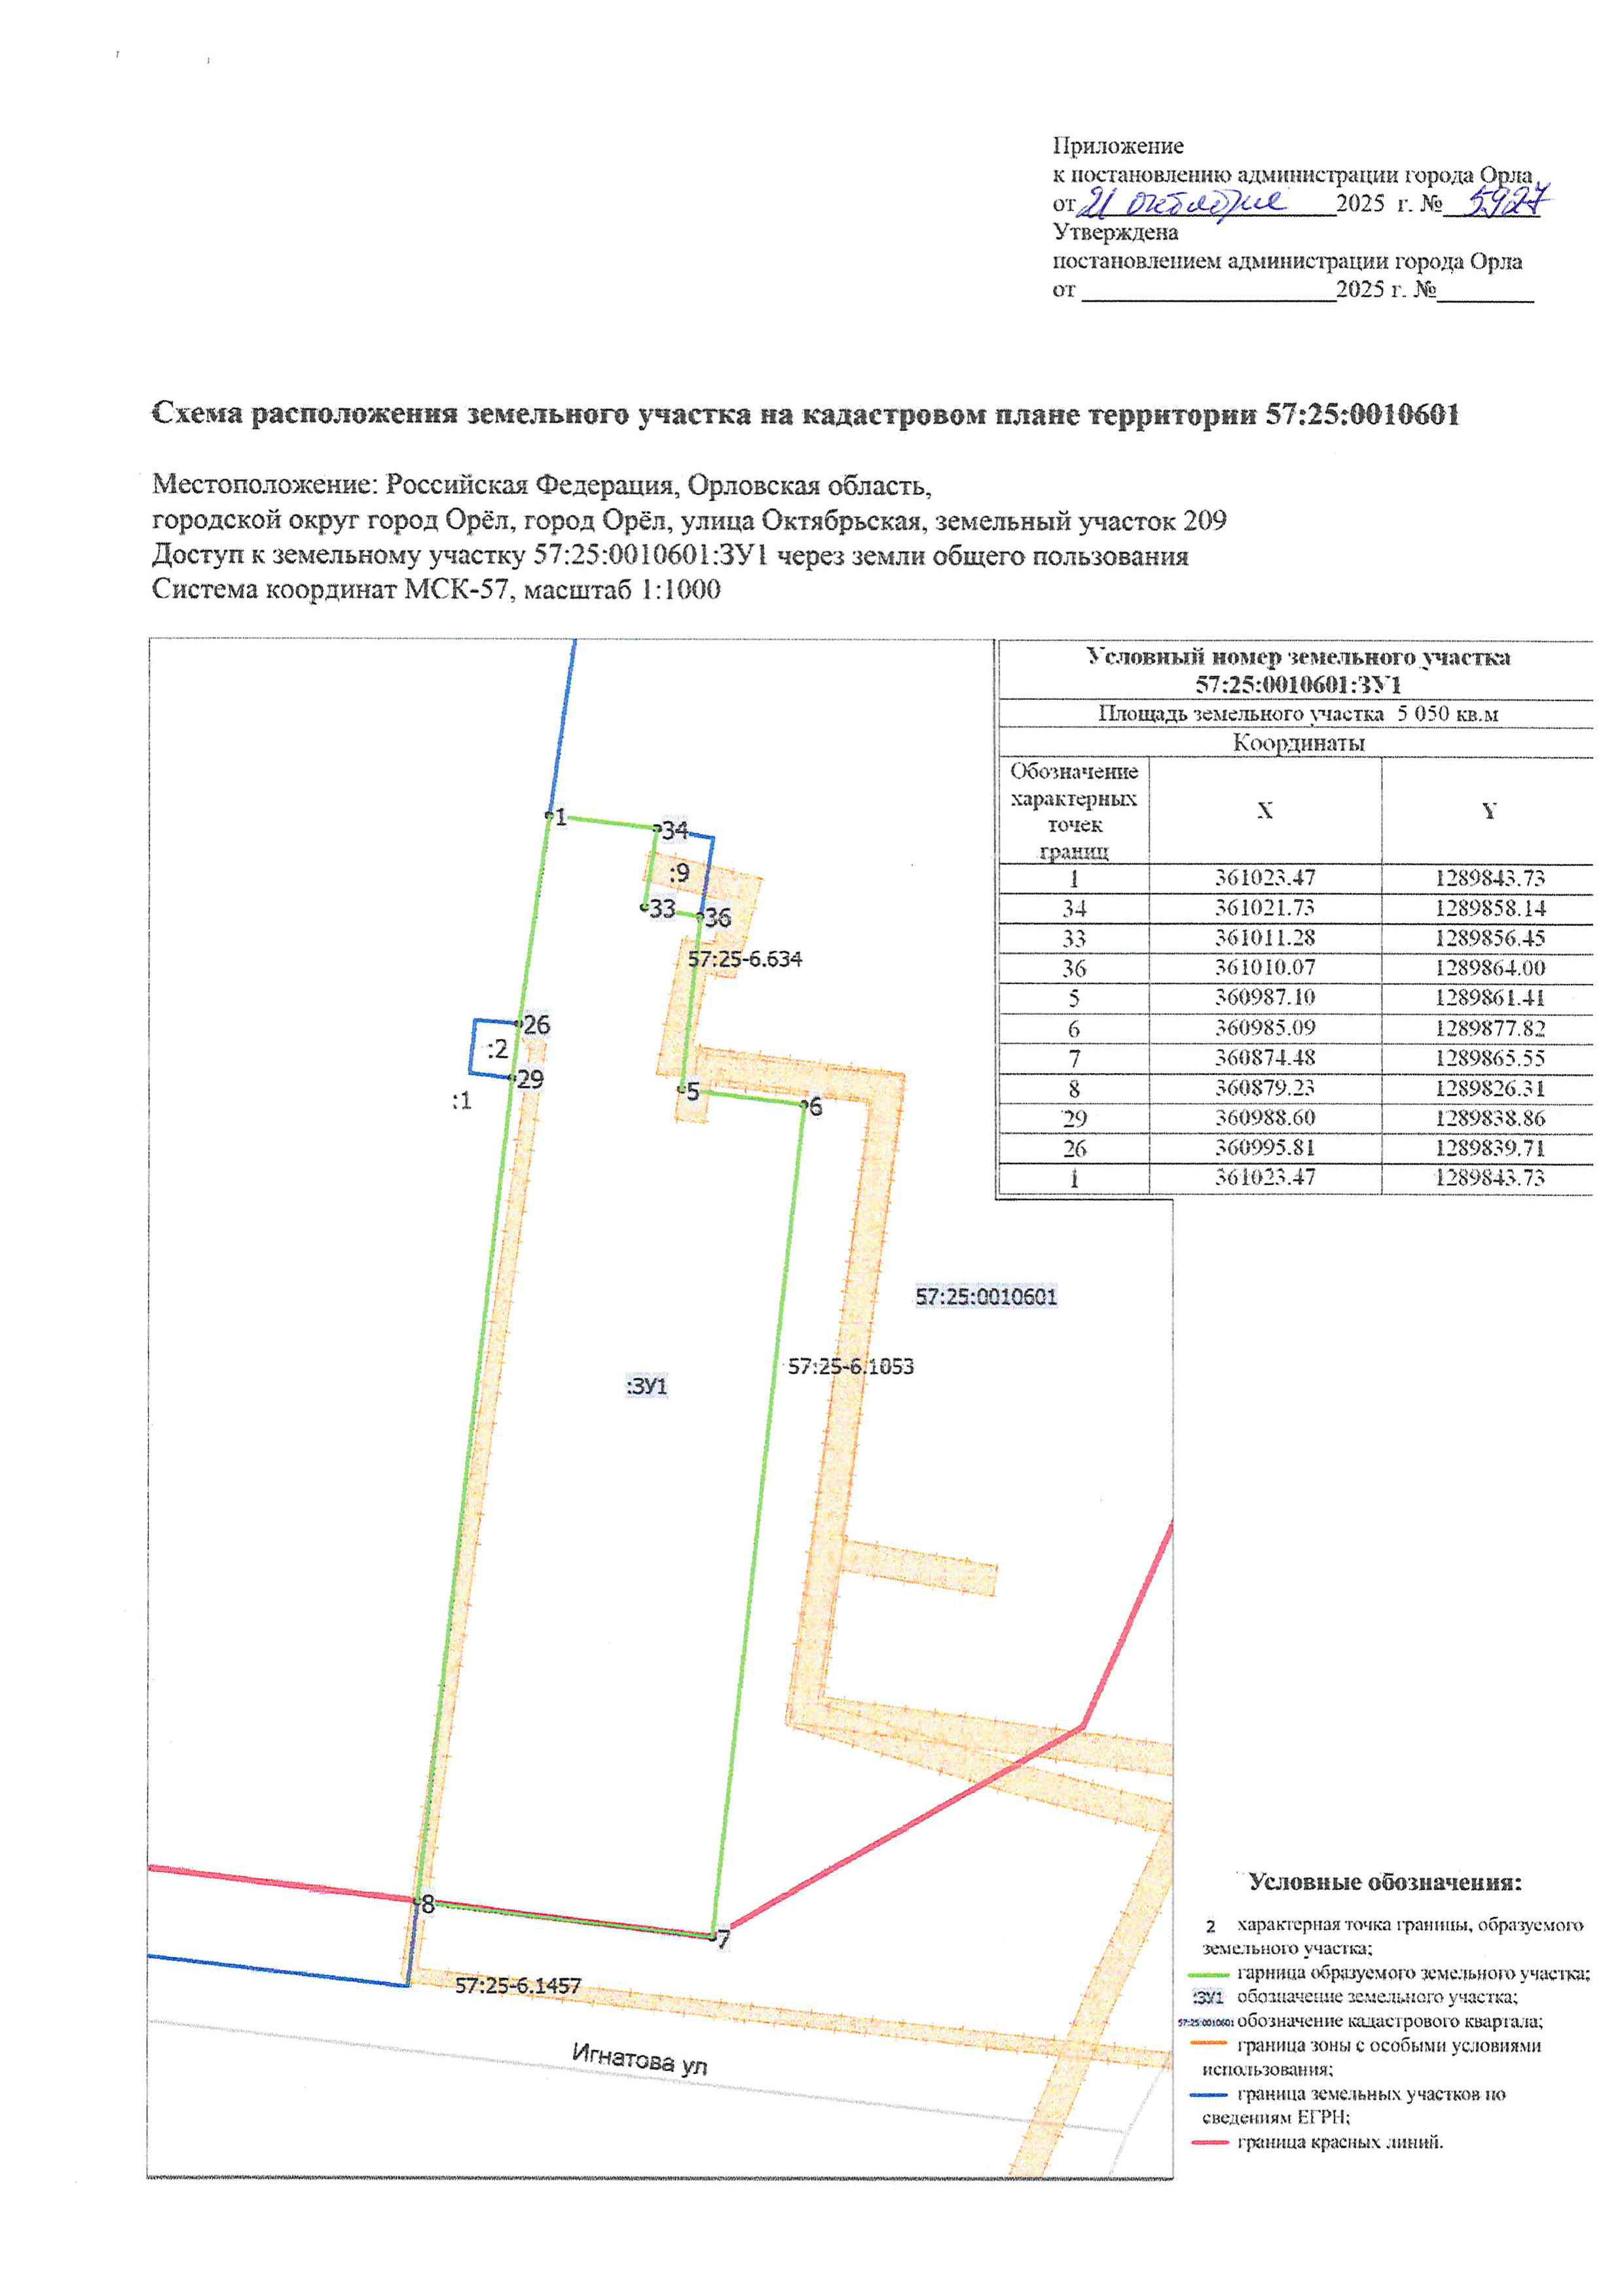 Приложение
к постановлению администрации города Орла
от 21 октября 2025 г. № 5927
Утверждена
постановлением администрации города Орла
от ____________________2025 г. №________
Схема расположения земельного участка на кадастровом плане территории 57:25:0010601
Местоположение: Российская Федерация, Орловская область,
городской округ город Орёл, город Орёл, улица Октябрьская, земельный участок 209
Доступ к земельному участку 57:25:0010601:ЗУ1 через земли общего пользования
Система координат МСК-57, масштаб 1:1000
Условный номер земельного участка
57:25:0010601:ЗУ1
Площадь земельного участка 5 050 кв.м
Координаты
Обозначение
характерных
точек
границ
X
Y
1 361023.47 1289843.73
34 361021.73 1289858.14
33 361011.28 1289856.45
36 361010.07 1289864.00
5 360987.10 1289861.41
6 360985.09 1289877.82
7 360874.48 1289865.55
8 360879.23 1289826.31
29 360988.60 1289838.86
26 360995.81 1289839.71
1 361023.47 1289843.73
1
34
:9
33
36
57:25-6.634
26
:2
29
:1
5
6
57:25:0010601
57:25-6.1053
:ЗУ1
8
7
57:25-6.1457
Игнатова ул
Условные обозначения:
2 характерная точка границы, образуемого
земельного участка;
гарница образуемого земельного участка;
:ЗУ1 обозначение земельного участка;
57:25:0010601 обозначение кадастрового квартала;
граница зоны с особыми условиями
использования;
граница земельных участков по
сведениям ЕГРН;
граница красных линий.